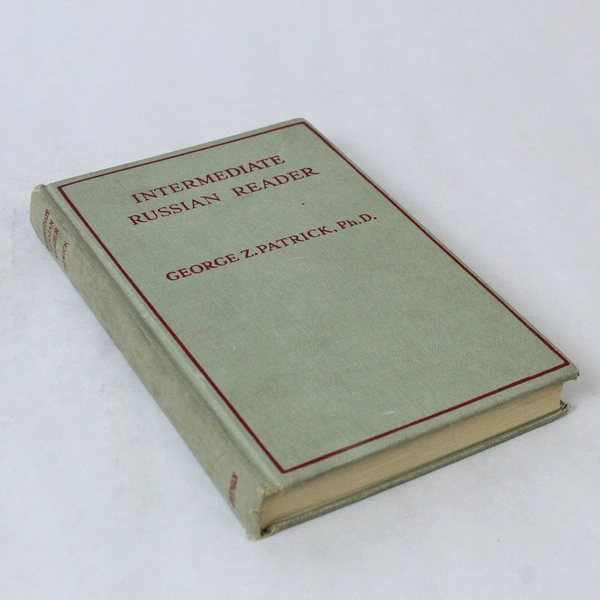 INTERMEDIATE
RUSSIAN READER
GEORGE Z. PATRICK, Ph.D.